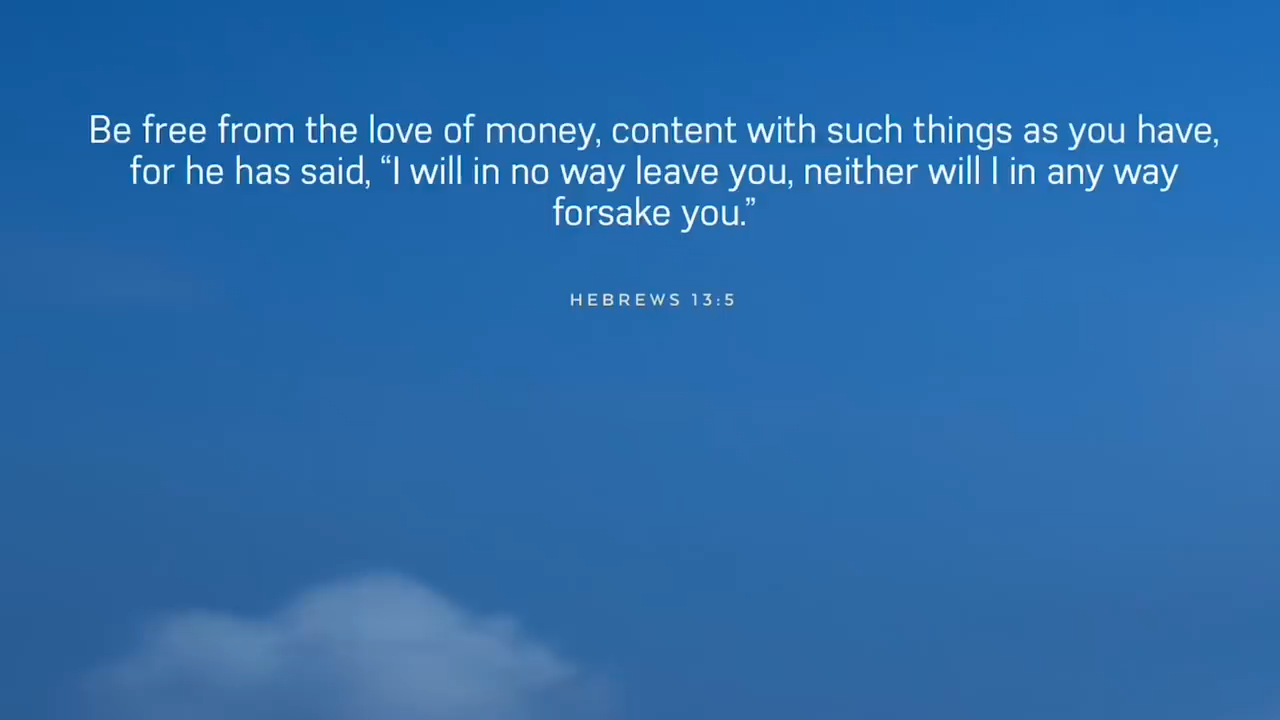 Be free from the love of money, content with such things as you have,
for he has said, “I will in no way leave you, neither will I in any way
forsake you.”
HEBREWS 13:5